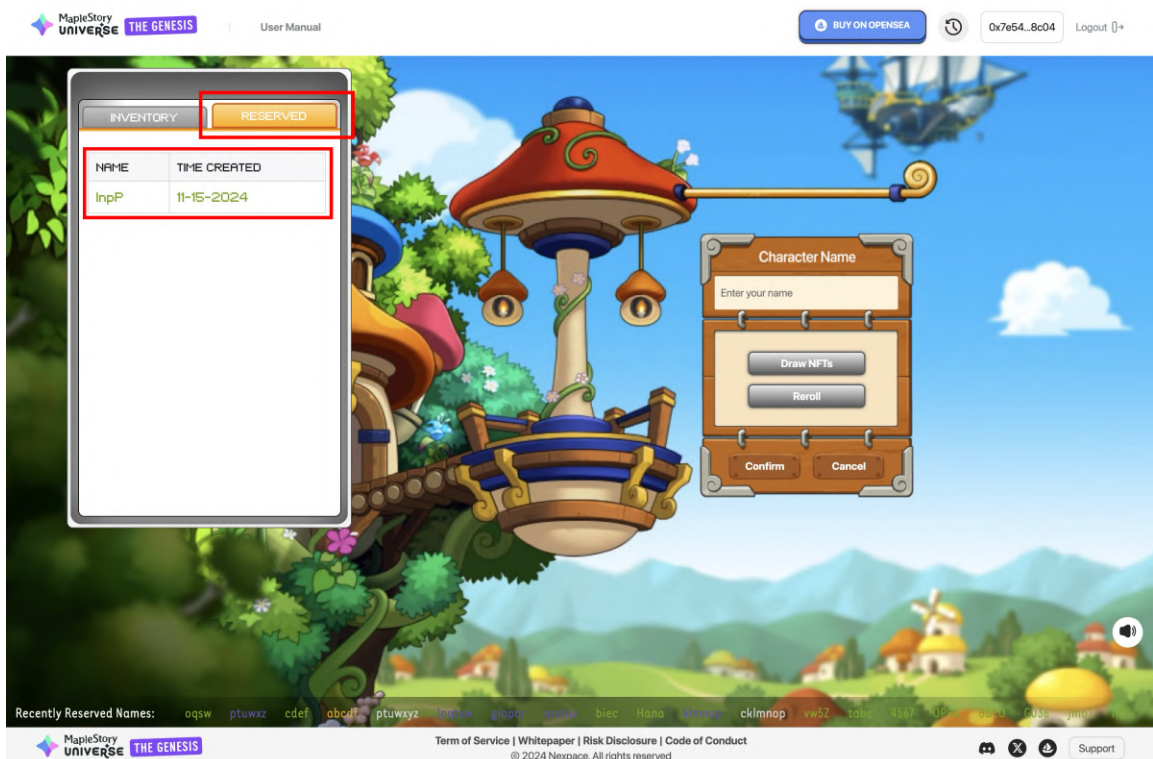 MapleStory
UNIVERSE THE GENESIS
User Manual
BUY ON OPENSEA
0x7e54...8c04
Logout
INVENTORY
RESERVED
NAME TIME CREATED
InpP 11-15-2024
Character Name
Enter your name
Draw NFTs
Reroll
Confirm
Cancel
Recently Reserved Names: oqsw ptuwxz cdef abcdf ptuwxyz biec Hana cklmnop vw5Z tabc 4567
MapleStory
UNIVERSE THE GENESIS
Term of Service | Whitepaper | Risk Disclosure | Code of Conduct
© 2024 Nexpace. All rights reserved
Support